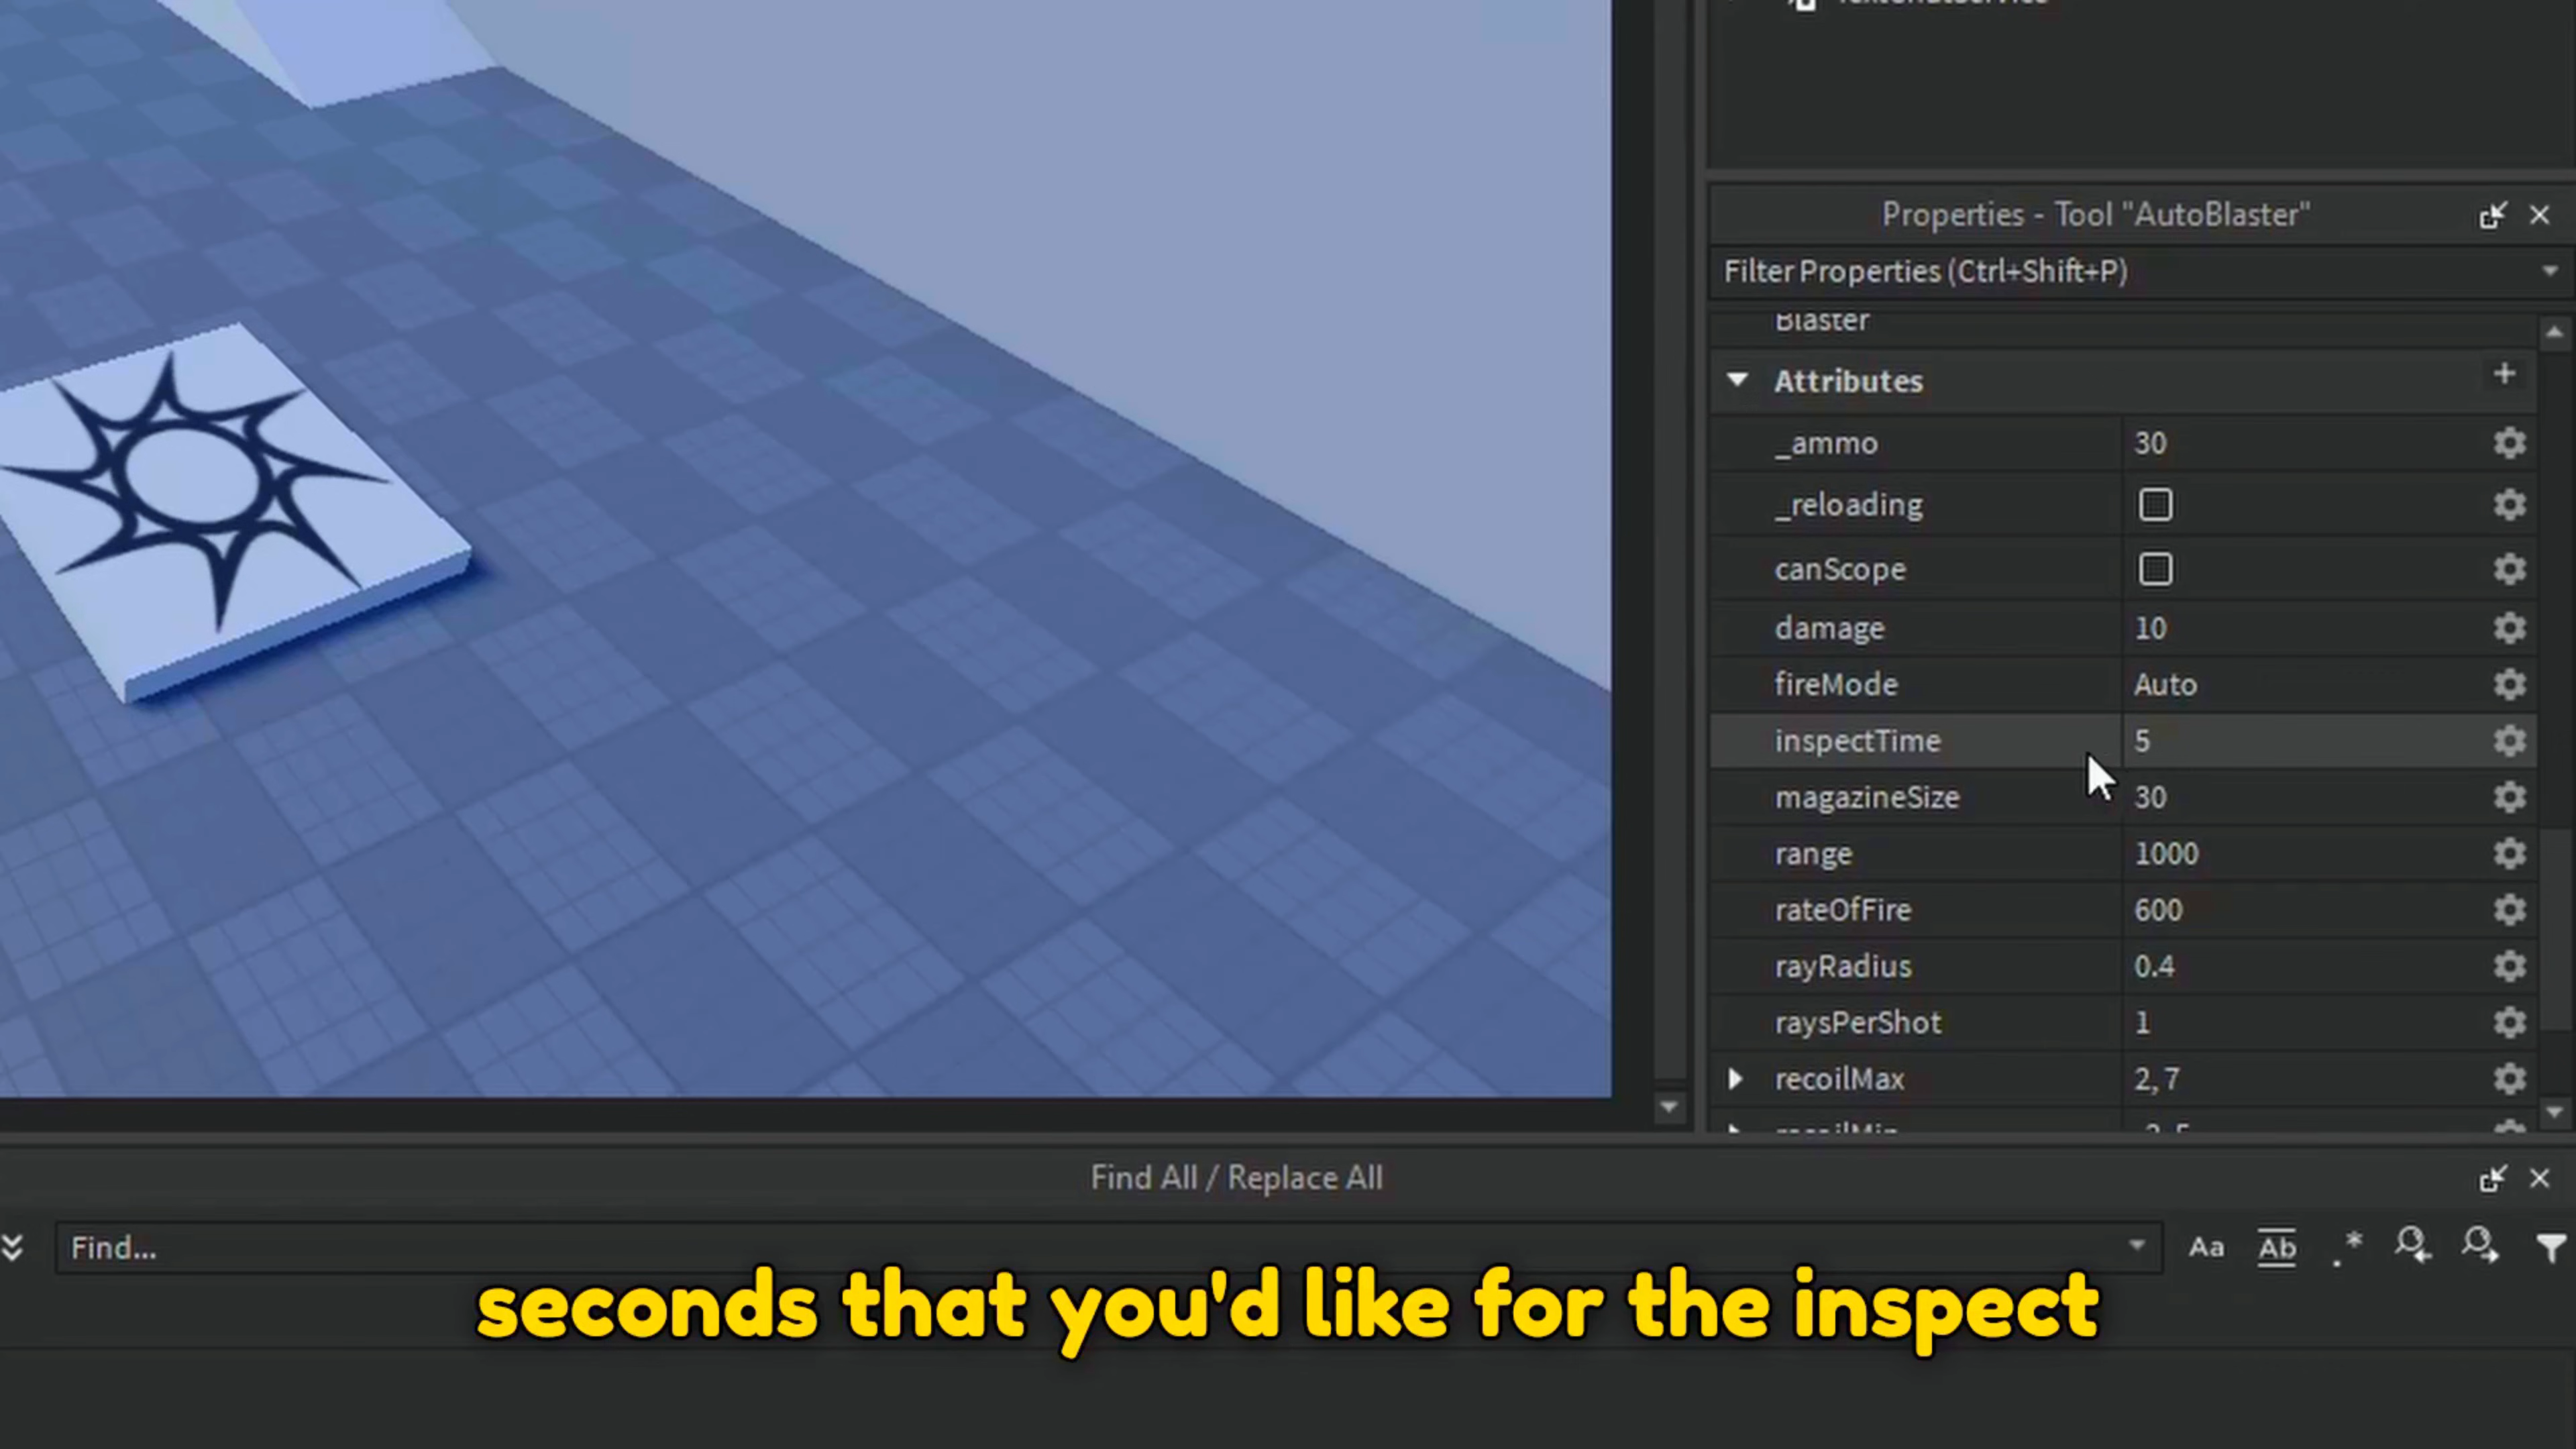 Properties - Tool "AutoBlaster"
Filter Properties (Ctrl+Shift+P)
Blaster
Attributes
_ammo 30
_reloading
canScope
damage 10
fireMode Auto
inspectTime 5
magazineSize 30
range 1000
rateOfFire 600
rayRadius 0.4
raysPerShot 1
recoilMax 2, 7
Find All / Replace All
Find...
Aa Ab .*
seconds that you'd like for the inspect